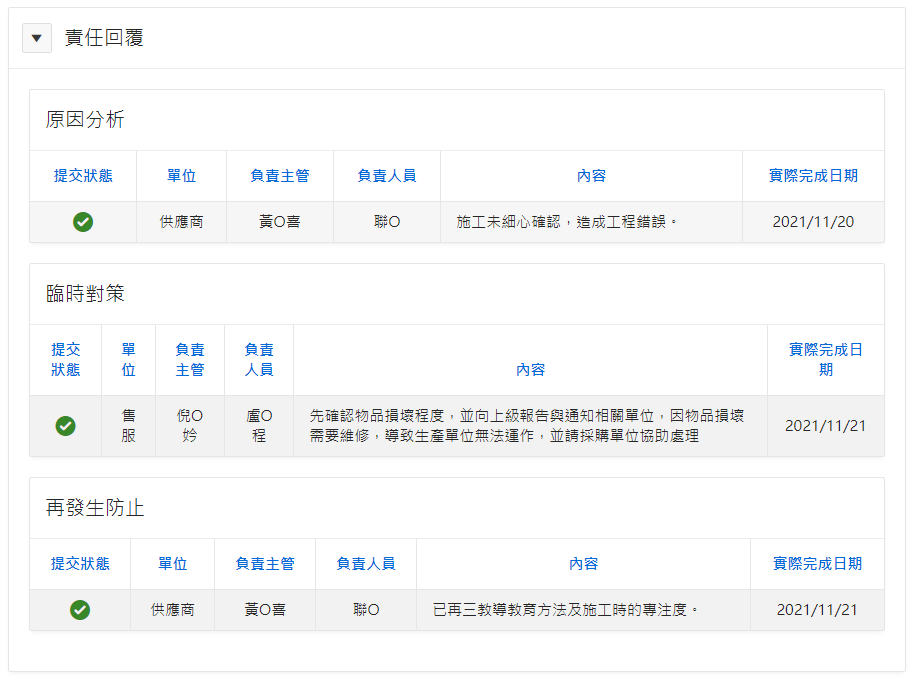 責任回覆
原因分析
提交狀態 單位 負責主管 負責人員 內容 實際完成日期
供應商 黃O喜 聯O 施工未細心確認，造成工程錯誤。 2021/11/20
臨時對策
提交狀態 單位 負責主管 負責人員 內容 實際完成日期
售服 倪O妗 盧O程 先確認物品損壞程度，並向上級報告與通知相關單位，因物品損壞
需要維修，導致生產單位無法運作，並請採購單位協助處理 2021/11/21
再發生防止
提交狀態 單位 負責主管 負責人員 內容 實際完成日期
供應商 黃O喜 聯O 已再三教導教育方法及施工時的專注度。 2021/11/21